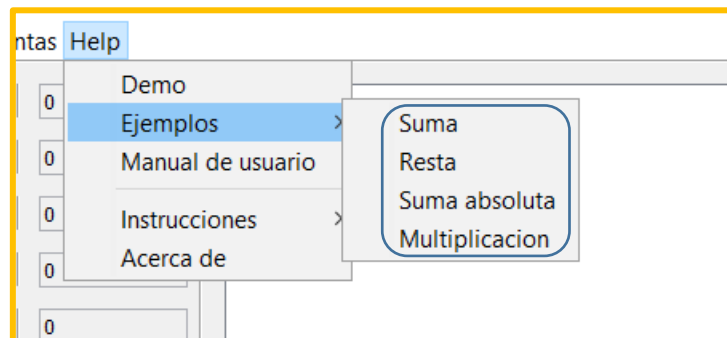 ntas Help
Demo
0
Ejemplos
Suma
0
Manual de usuario
Resta
Suma absoluta
0
Instrucciones
Multiplicacion
0
Acerca de
0